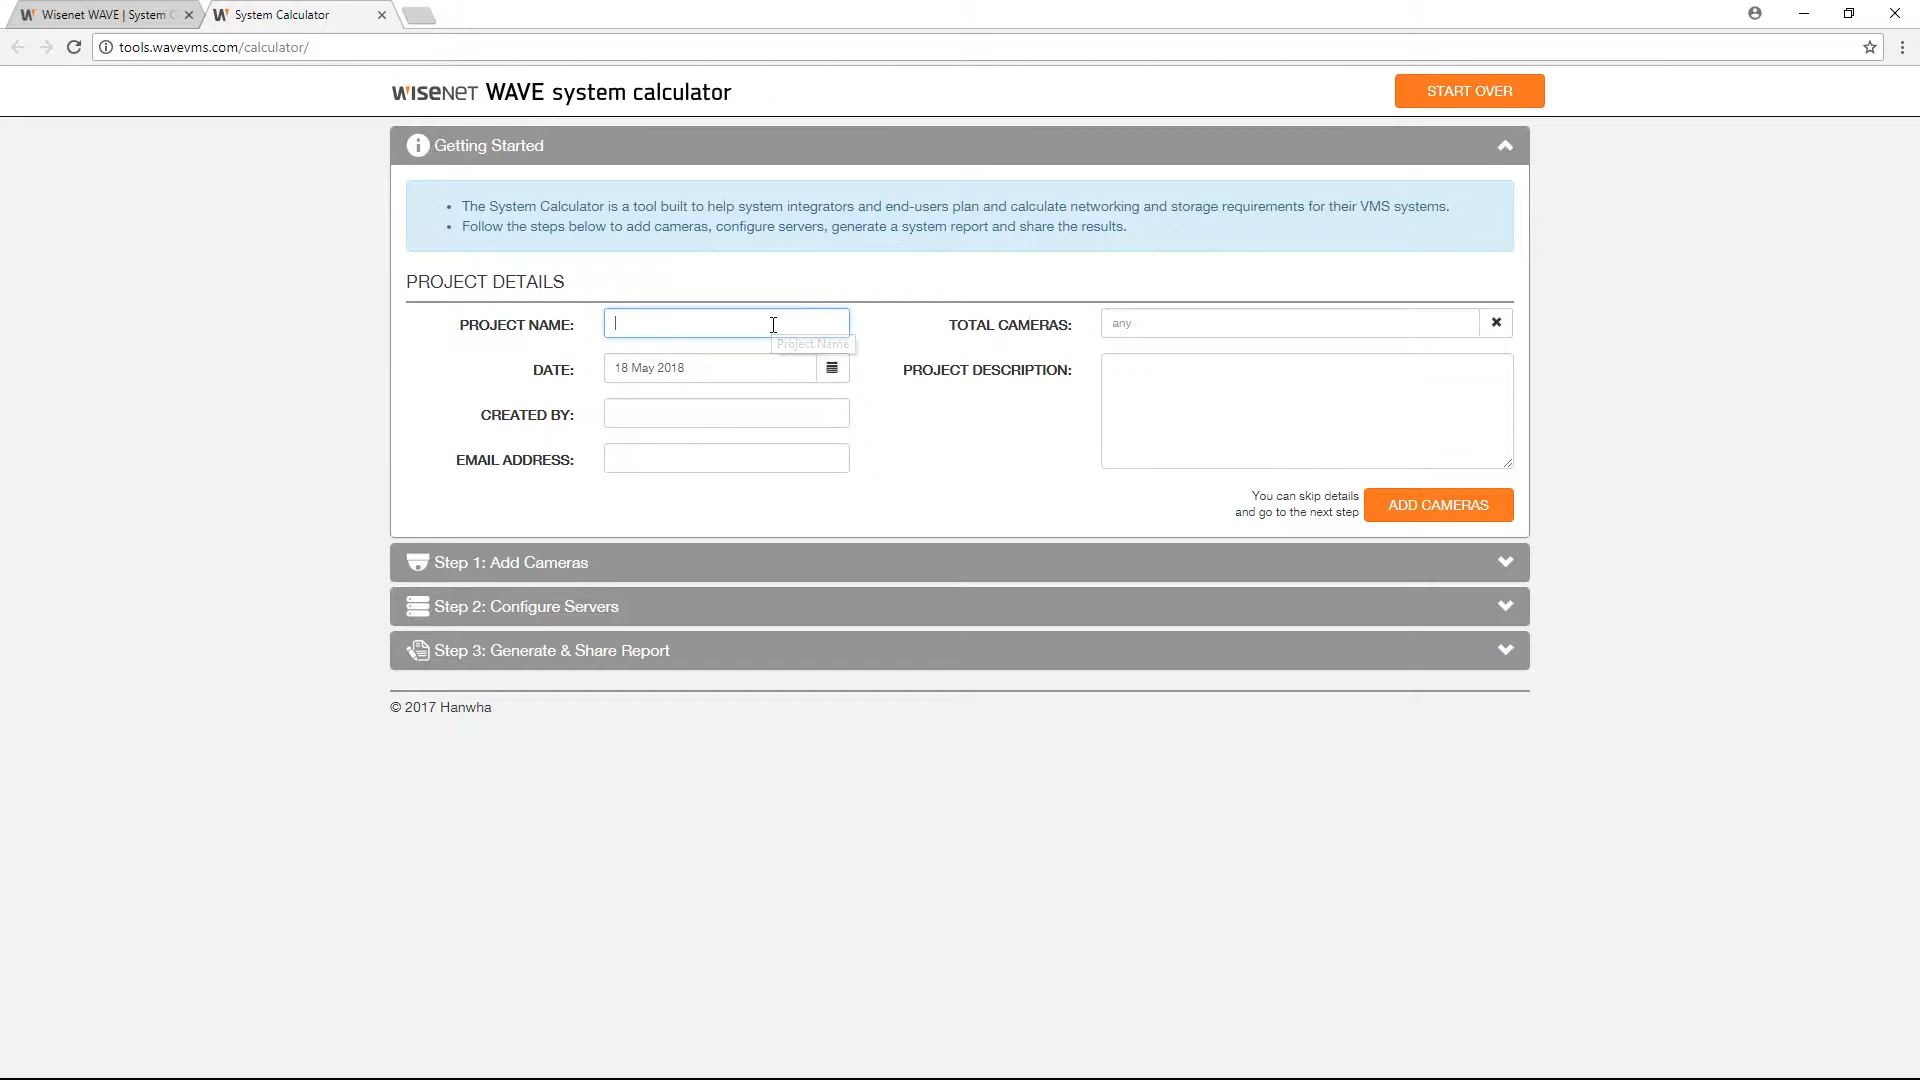 Wisenet WAVE | System C
System Calculator
tools.wavevms.com/calculator/
WISENET WAVE system calculator
START OVER
Getting Started
• The System Calculator is a tool built to help system integrators and end-users plan and calculate networking and storage requirements for their VMS systems.
• Follow the steps below to add cameras, configure servers, generate a system report and share the results.
PROJECT DETAILS
PROJECT NAME:
Project Name
TOTAL CAMERAS:
any
DATE:
18 May 2018
PROJECT DESCRIPTION:
CREATED BY:
EMAIL ADDRESS:
You can skip details
and go to the next step
ADD CAMERAS
Step 1: Add Cameras
Step 2: Configure Servers
Step 3: Generate & Share Report
© 2017 Hanwha